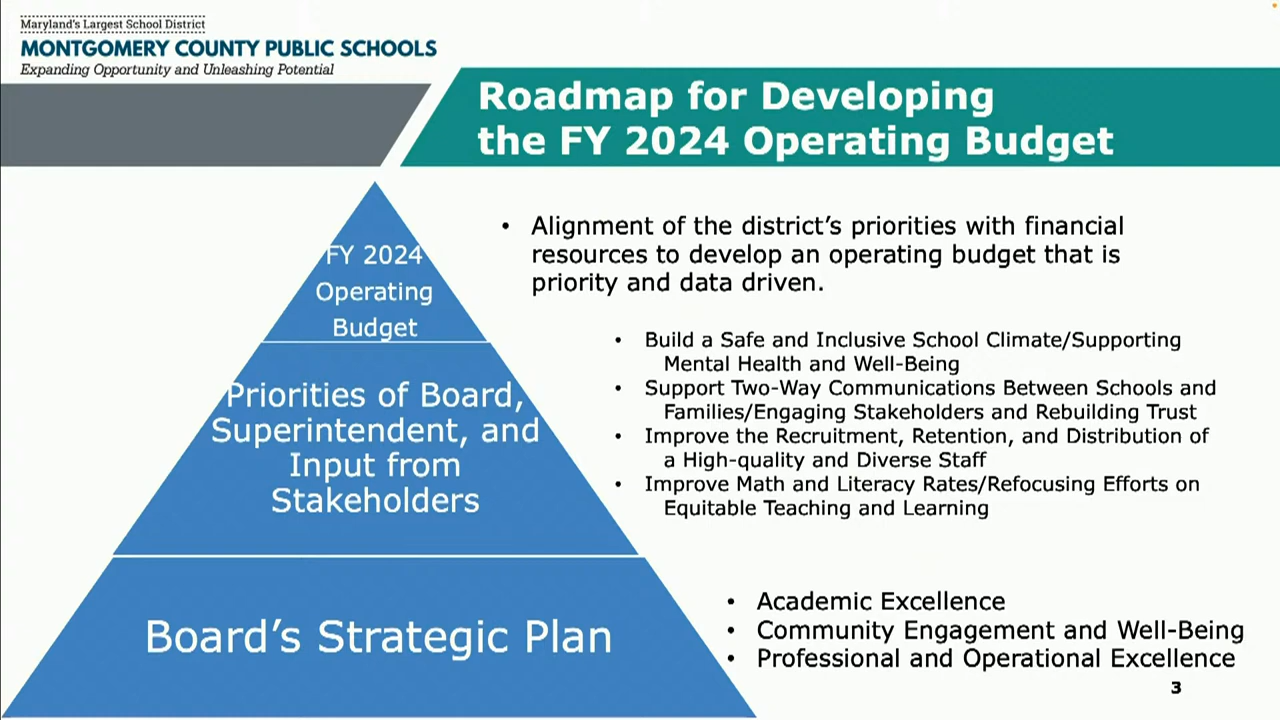 Maryland's Largest School District
MONTGOMERY COUNTY PUBLIC SCHOOLS
Expanding Opportunity and Unleashing Potential
Roadmap for Developing
the FY 2024 Operating Budget
FY 2024
Operating
Budget
• Alignment of the district's priorities with financial
resources to develop an operating budget that is
priority and data driven.
Priorities of Board,
Superintendent, and
Input from
Stakeholders
• Build a Safe and Inclusive School Climate/Supporting
Mental Health and Well-Being
• Support Two-Way Communications Between Schools and
Families/Engaging Stakeholders and Rebuilding Trust
• Improve the Recruitment, Retention, and Distribution of
a High-quality and Diverse Staff
• Improve Math and Literacy Rates/Refocusing Efforts on
Equitable Teaching and Learning
Board's Strategic Plan
• Academic Excellence
• Community Engagement and Well-Being
• Professional and Operational Excellence
3